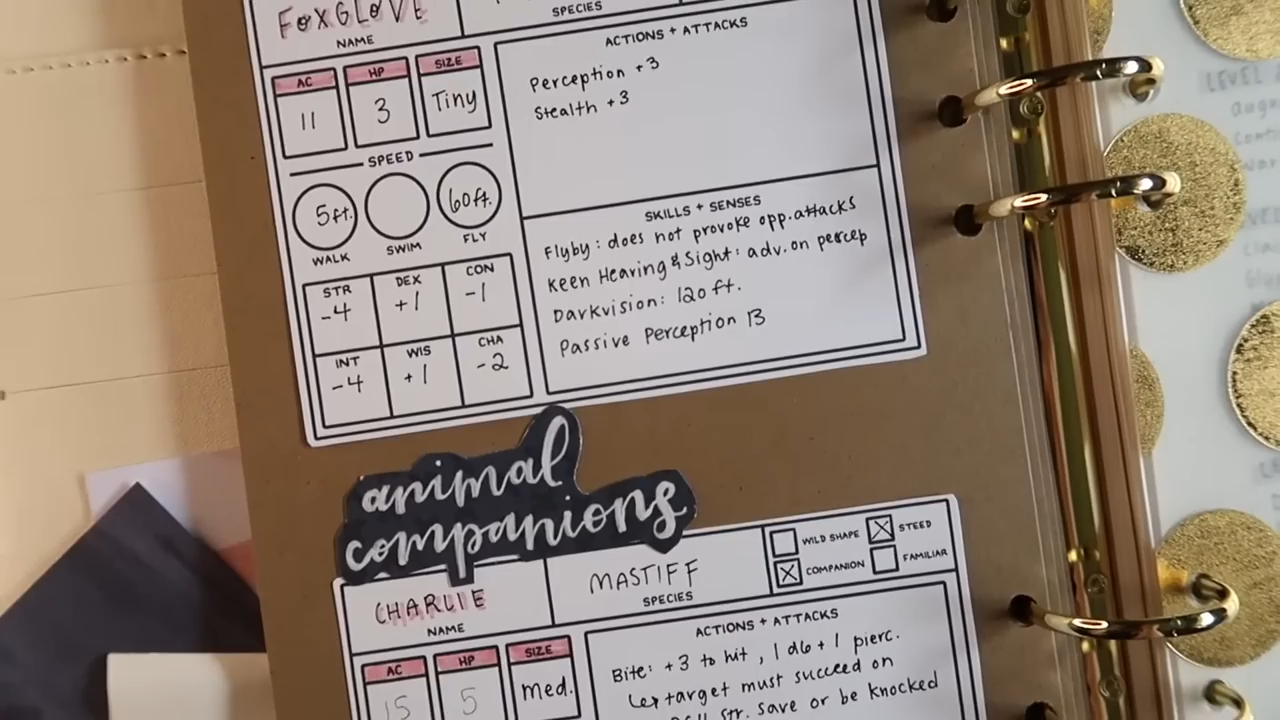 FOXGLOVE
NAME
SPECIES
AC
HP
SIZE
11
3
Tiny
SPEED
5ft.
60ft.
WALK
SWIM
FLY
STR
DEX
CON
-4
+1
-1
INT
WIS
CHA
-4
+1
-2
ACTIONS + ATTACKS
Perception +3
Stealth +3
SKILLS + SENSES
Flyby: does not provoke opp. attacks
Keen Hearing & Sight: adv. on percep
Darkvision: 120 ft.
Passive Perception 13
animal
companions
CHARLIE
NAME
MASTIFF
SPECIES
WILD SHAPE
STEED
COMPANION
FAMILIAR
AC
HP
SIZE
15
5
Med.
ACTIONS + ATTACKS
Bite: +3 to hit, 1d6+1 pierc.
target must succeed on
str. save or be knocked
LEVEL